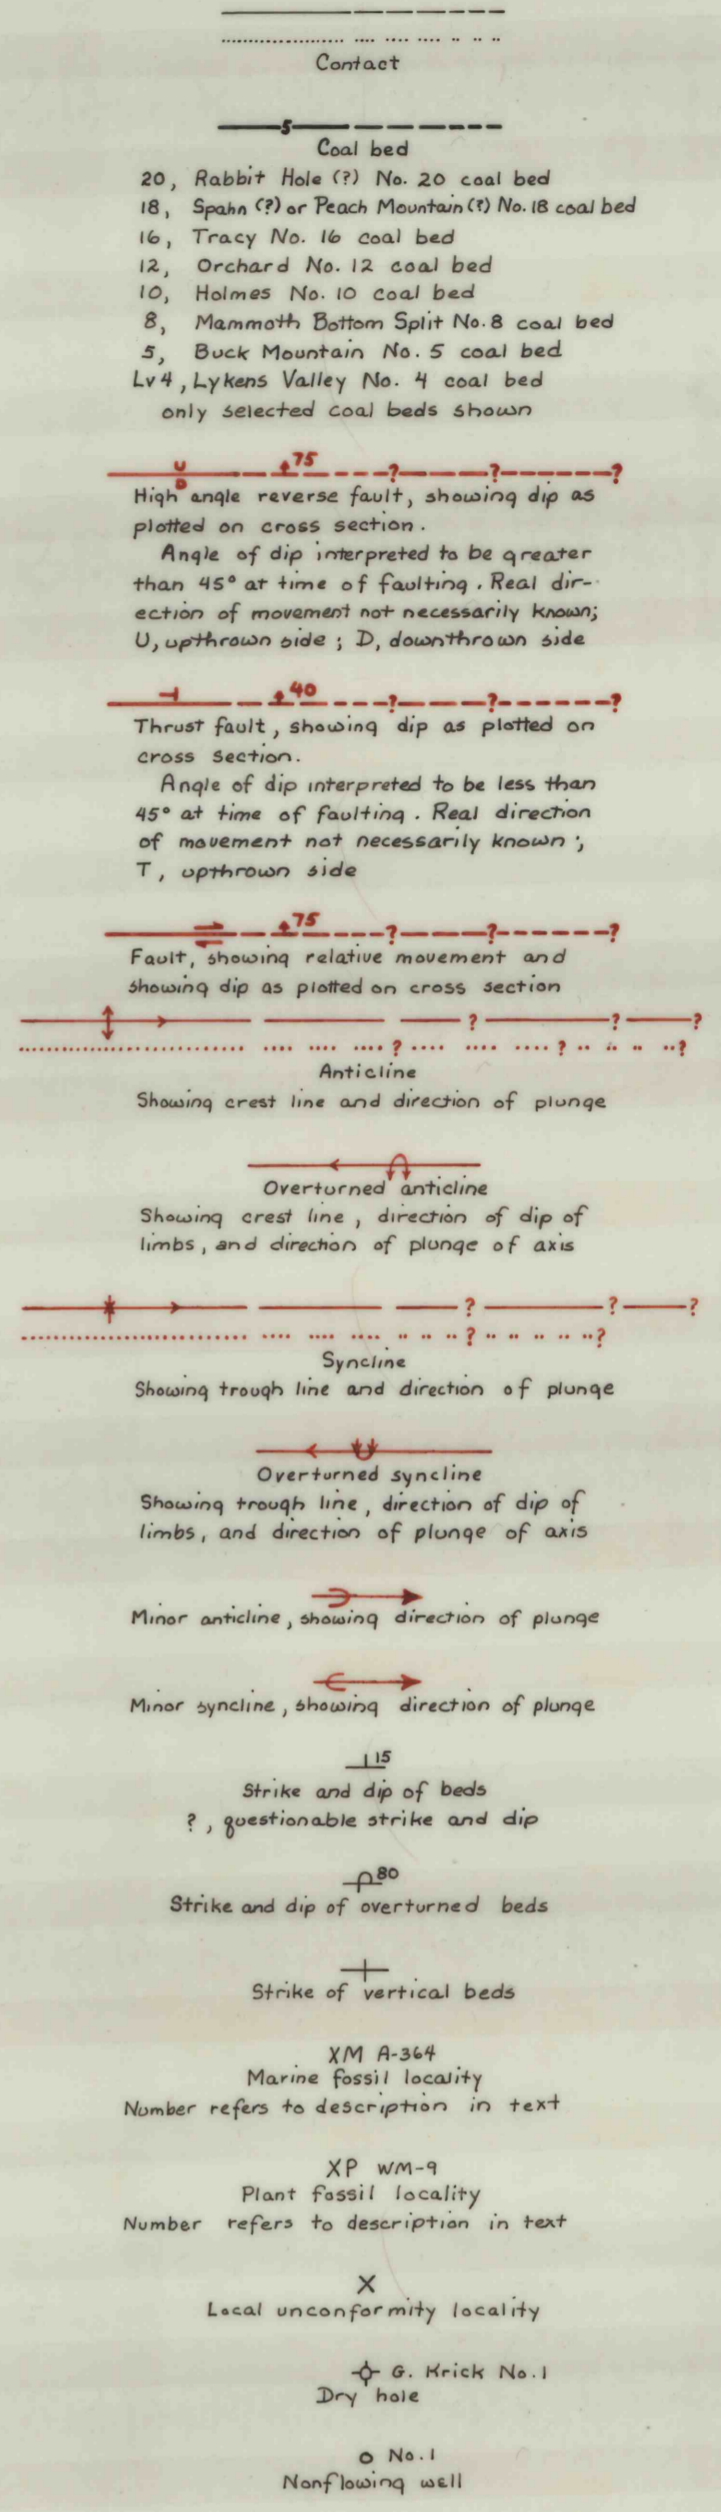 Contact
5
Coal bed
20, Rabbit Hole (?) No. 20 coal bed
18, Spahn (?) or Peach Mountain (?) No. 18 coal bed
16, Tracy No. 16 coal bed
12, Orchard No. 12 coal bed
10, Holmes No. 10 coal bed
8, Mammoth Bottom Split No. 8 coal bed
5, Buck Mountain No. 5 coal bed
Lv 4, Lykens Valley No. 4 coal bed
only selected coal beds shown
U 75
? ? ?
D
High angle reverse fault, showing dip as
plotted on cross section.
Angle of dip interpreted to be greater
than 45° at time of faulting. Real dir-
ection of movement not necessarily known;
U, upthrown side; D, downthrown side
T 40
? ? ?
Thrust fault, showing dip as plotted on
cross section.
Angle of dip interpreted to be less than
45° at time of faulting. Real direction
of movement not necessarily known;
T, upthrown side
75
? ? ?
Fault, showing relative movement and
showing dip as plotted on cross section
? ? ?
? ? ?
Anticline
Showing crest line and direction of plunge
Overturned anticline
Showing crest line, direction of dip of
limbs, and direction of plunge of axis
? ? ?
? ?
Syncline
Showing trough line and direction of plunge
Overturned syncline
Showing trough line, direction of dip of
limbs, and direction of plunge of axis
Minor anticline, showing direction of plunge
Minor syncline, showing direction of plunge
15
Strike and dip of beds
?, questionable strike and dip
80
Strike and dip of overturned beds
Strike of vertical beds
XM A-364
Marine fossil locality
Number refers to description in text
XP WM-9
Plant fossil locality
Number refers to description in text
X
Local unconformity locality
G. Krick No. 1
Dry hole
No. 1
Nonflowing well